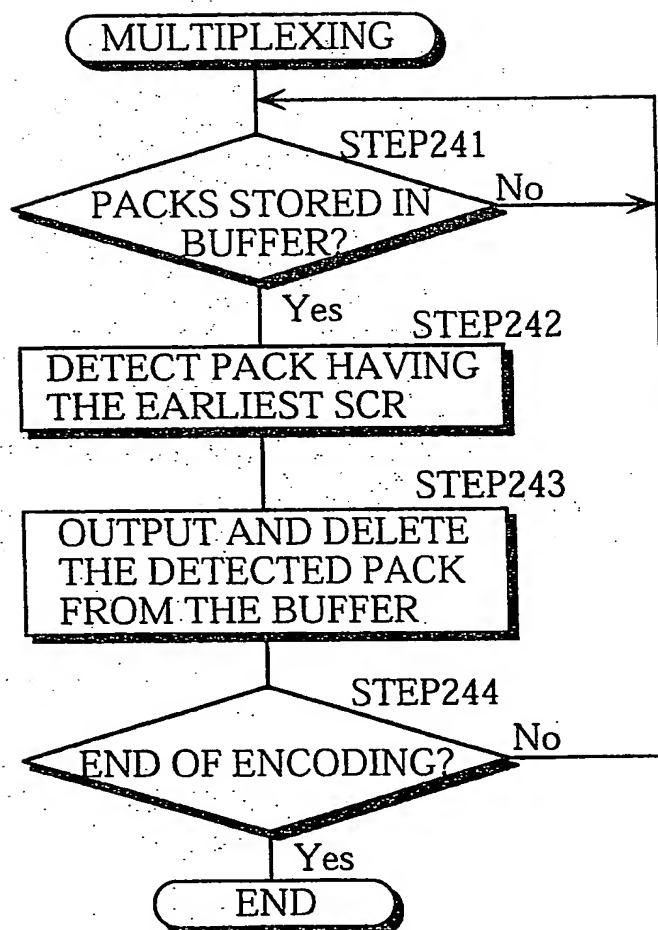 MULTIPLEXING
STEP241
PACKS STORED IN
BUFFER?
No
Yes
STEP242
DETECT PACK HAVING
THE EARLIEST SCR
STEP243
OUTPUT AND DELETE
THE DETECTED PACK
FROM THE BUFFER
STEP244
END OF ENCODING?
No
Yes
END